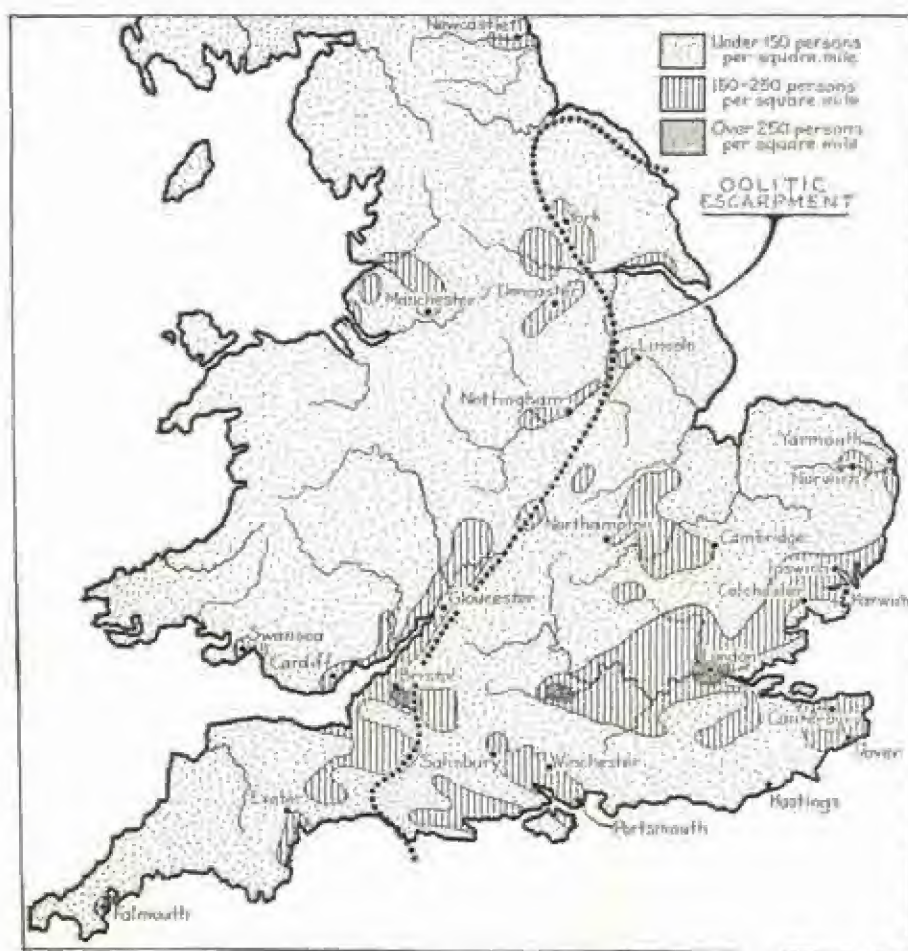 Newcastle
Under 150 persons
per square mile
150-250 persons
per square mile
Over 250 persons
per square mile
OOLITIC
ESCARPMENT
York
Manchester
Doncaster
Lincoln
Nottingham
Yarmouth
Norwich
Northampton
Cambridge
Ipswich
Colchester
Harwich
Gloucester
Swansea
Cardiff
London
Bristol
Canterbury
Dover
Salisbury
Winchester
Hastings
Exeter
Portsmouth
Falmouth